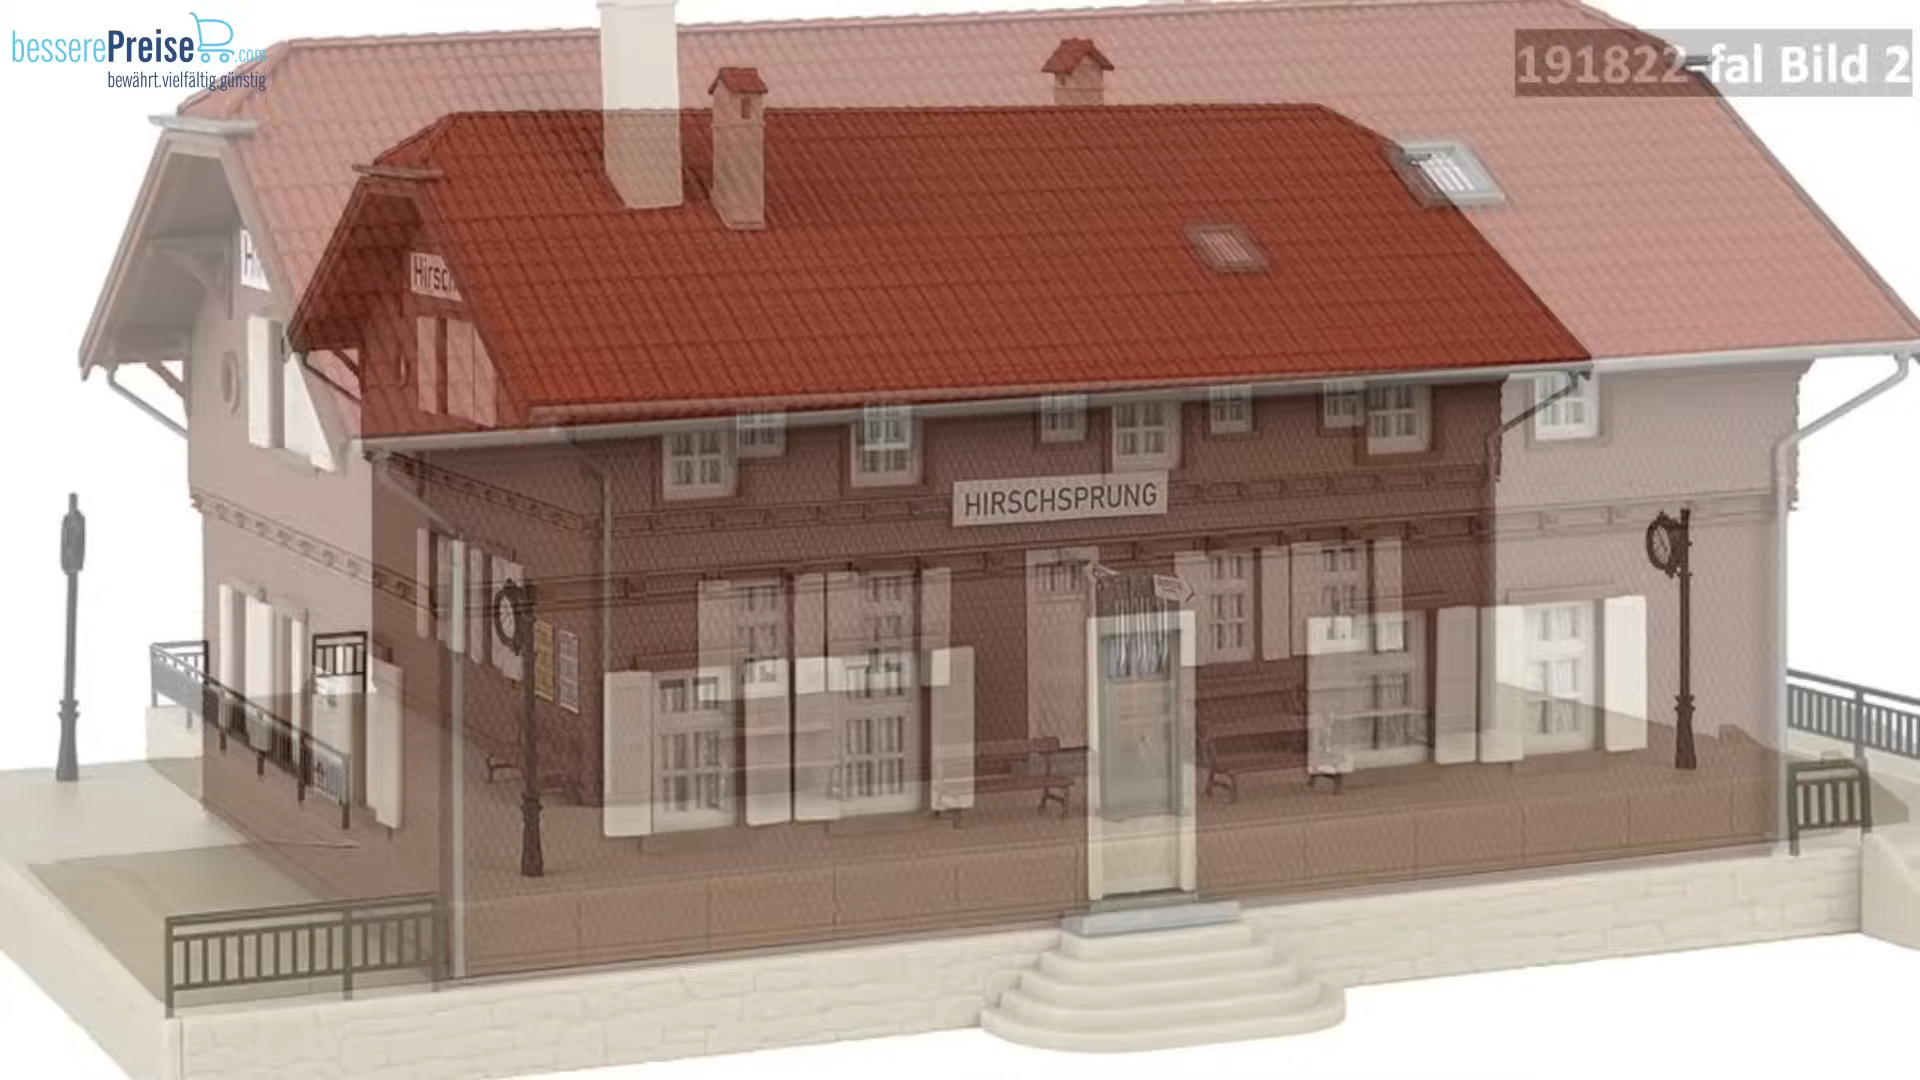 besserePreise.com
bewährt.vielfältig.günstig
191822-fal Bild 2
Hirsch
HIRSCHSPRUNG